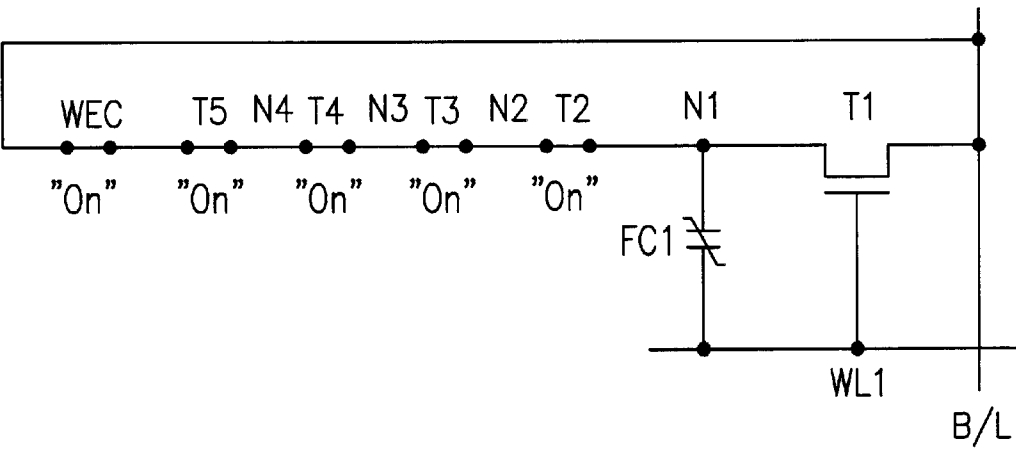 WEC T5 N4 T4 N3 T3 N2 T2 N1 T1
"On" "On" "On" "On" "On"
FC1
WL1
B/L